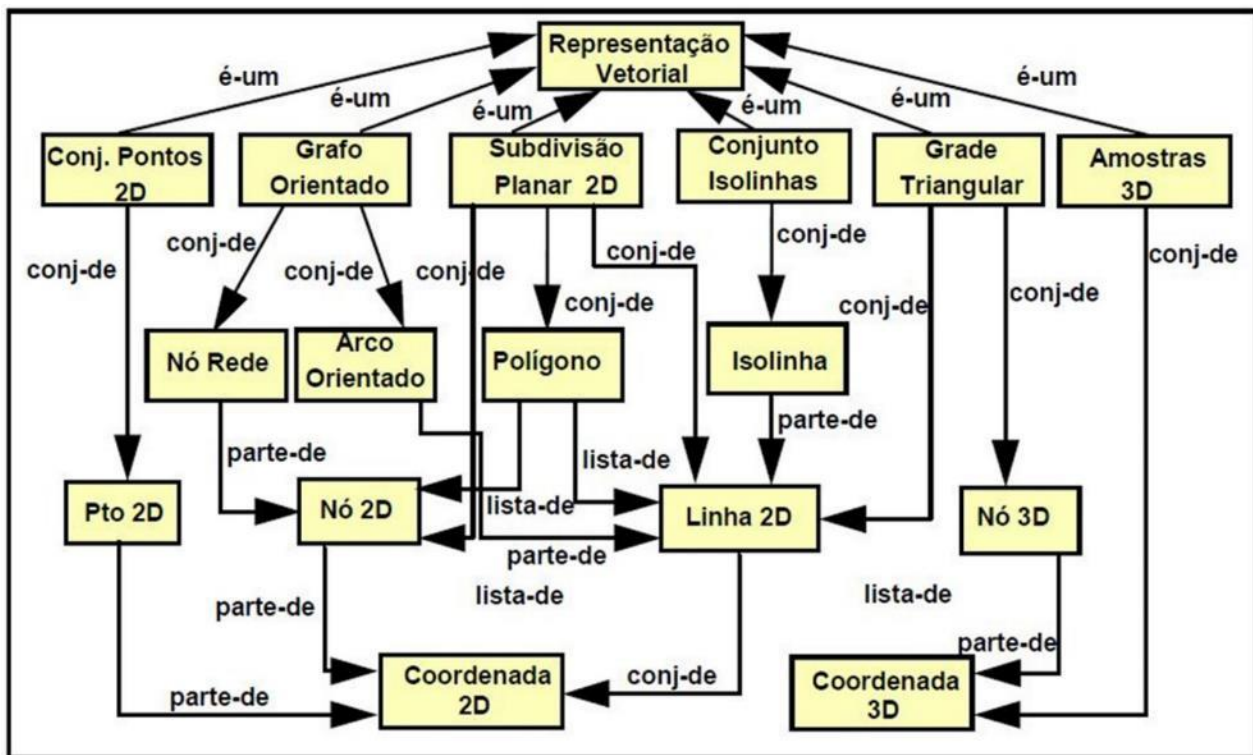 Representação
Vetorial
é-um
é-um
é-um
é-um
é-um
é-um
Conj. Pontos
2D
Grafo
Orientado
Subdivisão
Planar 2D
Conjunto
Isolinhas
Grade
Triangular
Amostras
3D
conj-de
conj-de
conj-de
conj-de
conj-de
conj-de
conj-de
conj-de
conj-de
conj-de
conj-de
Nó Rede
Arco
Orientado
Polígono
Isolinha
parte-de
parte-de
lista-de
lista-de
Pto 2D
Nó 2D
Linha 2D
Nó 3D
parte-de
parte-de
lista-de
lista-de
parte-de
parte-de
conj-de
Coordenada
2D
Coordenada
3D